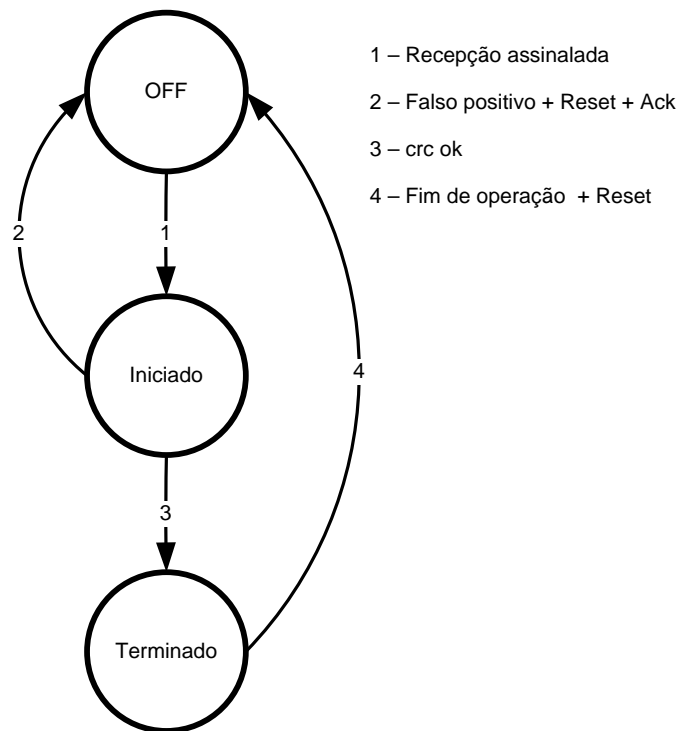 OFF
1 – Recepção assinalada
2 – Falso positivo + Reset + Ack
3 – crc ok
4 – Fim de operação + Reset
2
1
Iniciado
4
3
Terminado